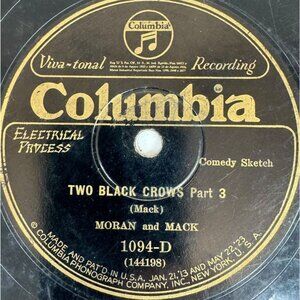 Columbia
Viva-tonal Recording
Columbia
ELECTRICAL
PROCESS
Comedy Sketch
TWO BLACK CROWS Part 3
(Mack)
MORAN and MACK
1094-D
(144198)
MADE AND PAT'D IN U.S.A. JAN. 21, '13 AND MAY 22-23
COLUMBIA PHONOGRAPH COMPANY, INC., NEW YORK, U.S.A.